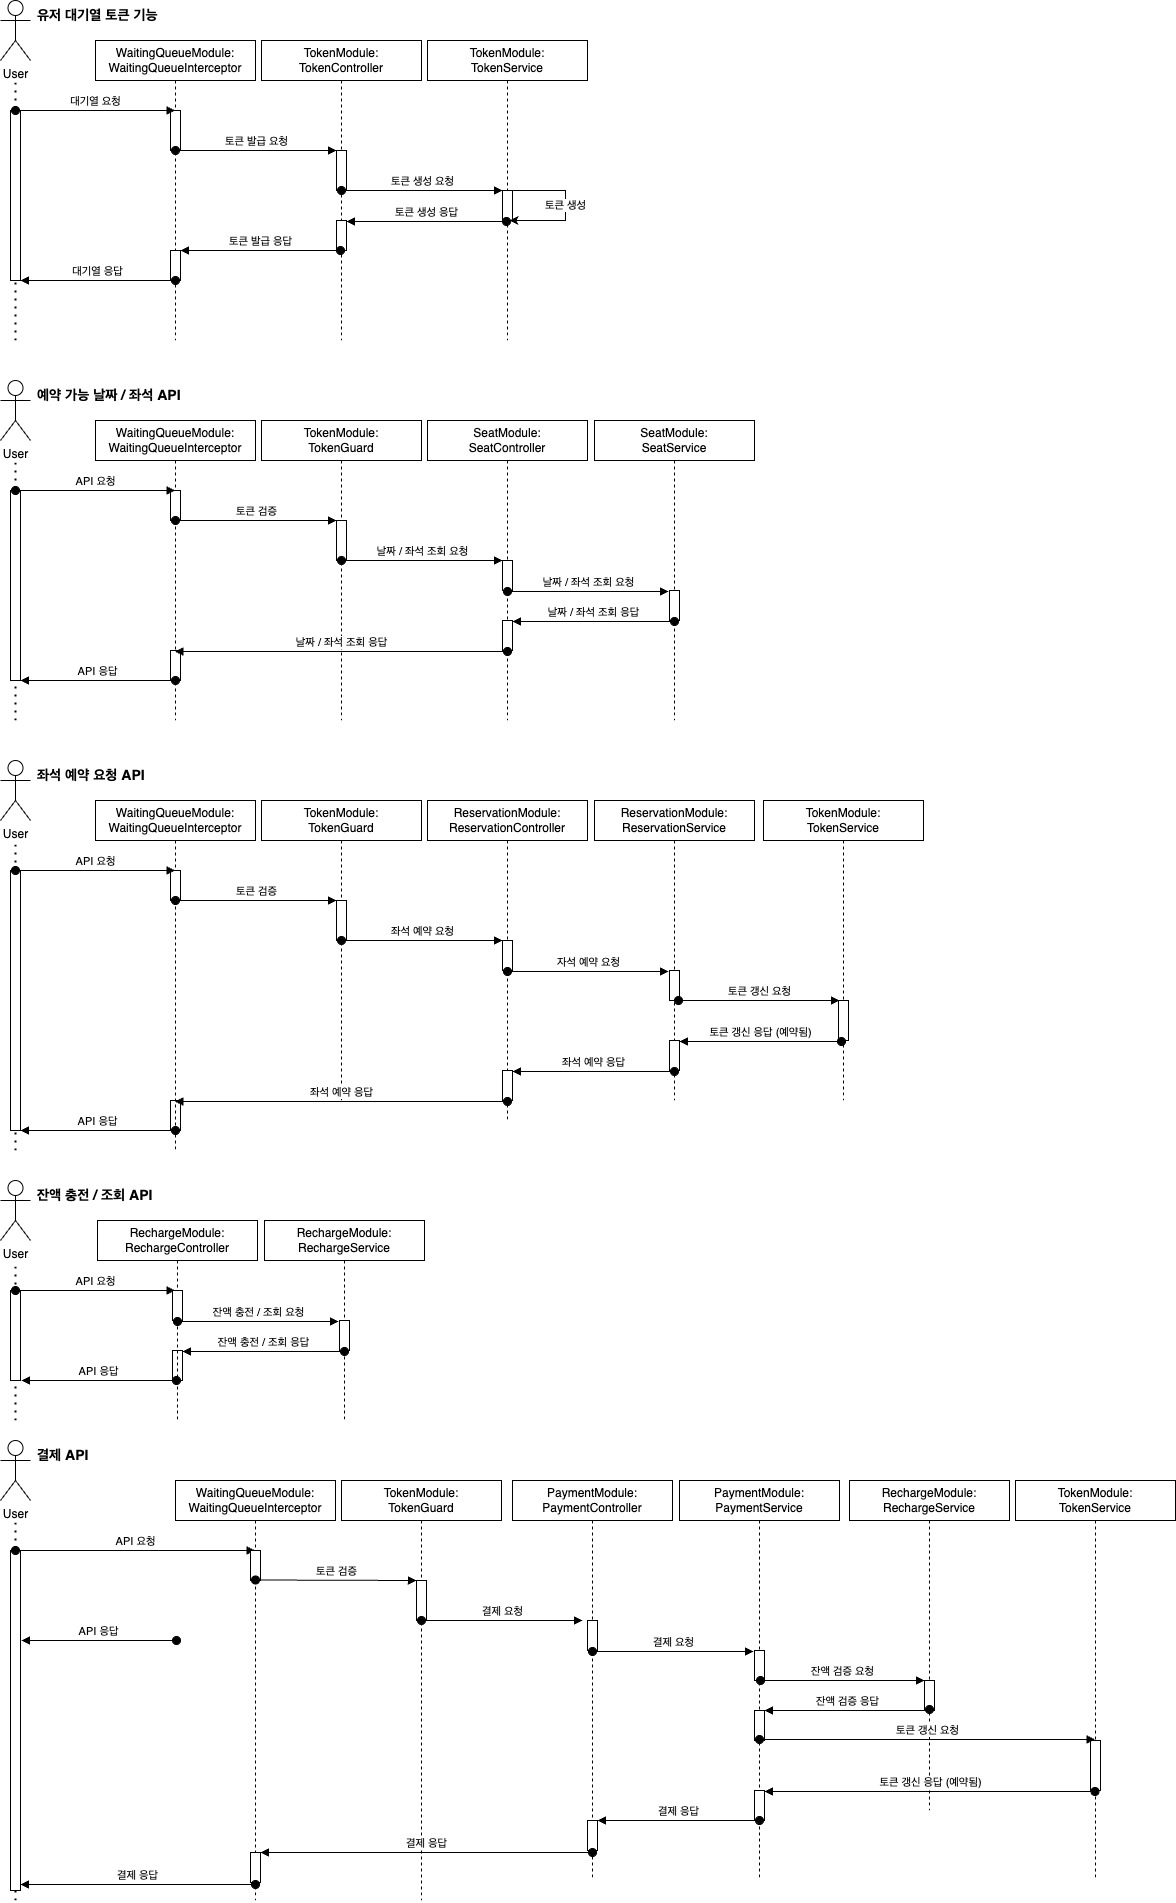 유저 대기열 토큰 기능
User
WaitingQueueModule:
WaitingQueueInterceptor
TokenModule:
TokenController
TokenModule:
TokenService
대기열 요청
토큰 발급 요청
토큰 생성 요청
토큰 생성
토큰 생성 응답
토큰 발급 응답
대기열 응답
예약 가능 날짜 / 좌석 API
User
WaitingQueueModule:
WaitingQueueInterceptor
TokenModule:
TokenGuard
SeatModule:
SeatController
SeatModule:
SeatService
API 요청
토큰 검증
날짜 / 좌석 조회 요청
날짜 / 좌석 조회 요청
날짜 / 좌석 조회 응답
날짜 / 좌석 조회 응답
API 응답
좌석 예약 요청 API
User
WaitingQueueModule:
WaitingQueueInterceptor
TokenModule:
TokenGuard
ReservationModule:
ReservationController
ReservationModule:
ReservationService
TokenModule:
TokenService
API 요청
토큰 검증
좌석 예약 요청
자석 예약 요청
토큰 갱신 요청
토큰 갱신 응답 (예약됨)
좌석 예약 응답
좌석 예약 응답
API 응답
잔액 충전 / 조회 API
User
RechargeModule:
RechargeController
RechargeModule:
RechargeService
API 요청
잔액 충전 / 조회 요청
잔액 충전 / 조회 응답
API 응답
결제 API
User
WaitingQueueModule:
WaitingQueueInterceptor
TokenModule:
TokenGuard
PaymentModule:
PaymentController
PaymentModule:
PaymentService
RechargeModule:
RechargeService
TokenModule:
TokenService
API 요청
토큰 검증
결제 요청
API 응답
결제 요청
잔액 검증 요청
잔액 검증 응답
토큰 갱신 요청
토큰 갱신 응답 (예약됨)
결제 응답
결제 응답
결제 응답